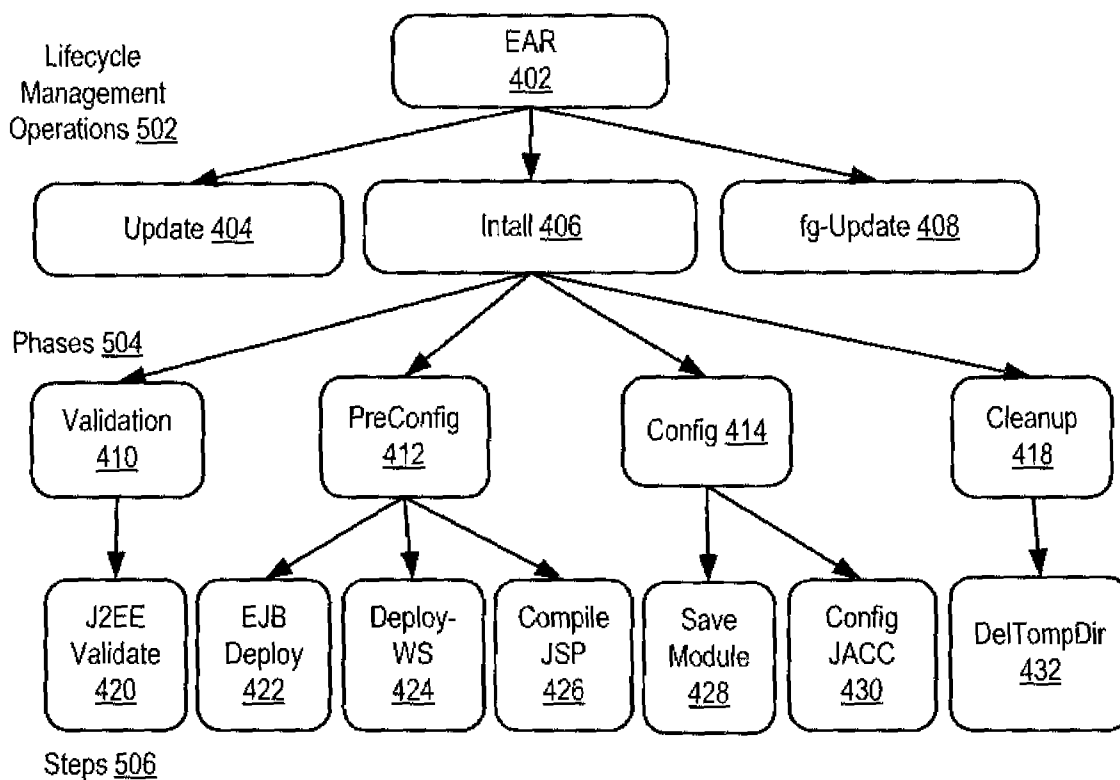 EAR
402
Lifecycle
Management
Operations 502
Update 404
Intall 406
fg-Update 408
Phases 504
Validation
410
PreConfig
412
Config 414
Cleanup
418
J2EE
Validate
420
EJB
Deploy
422
Deploy-
WS
424
Compile
JSP
426
Save
Module
428
Config
JACC
430
DelTompDir
432
Steps 506